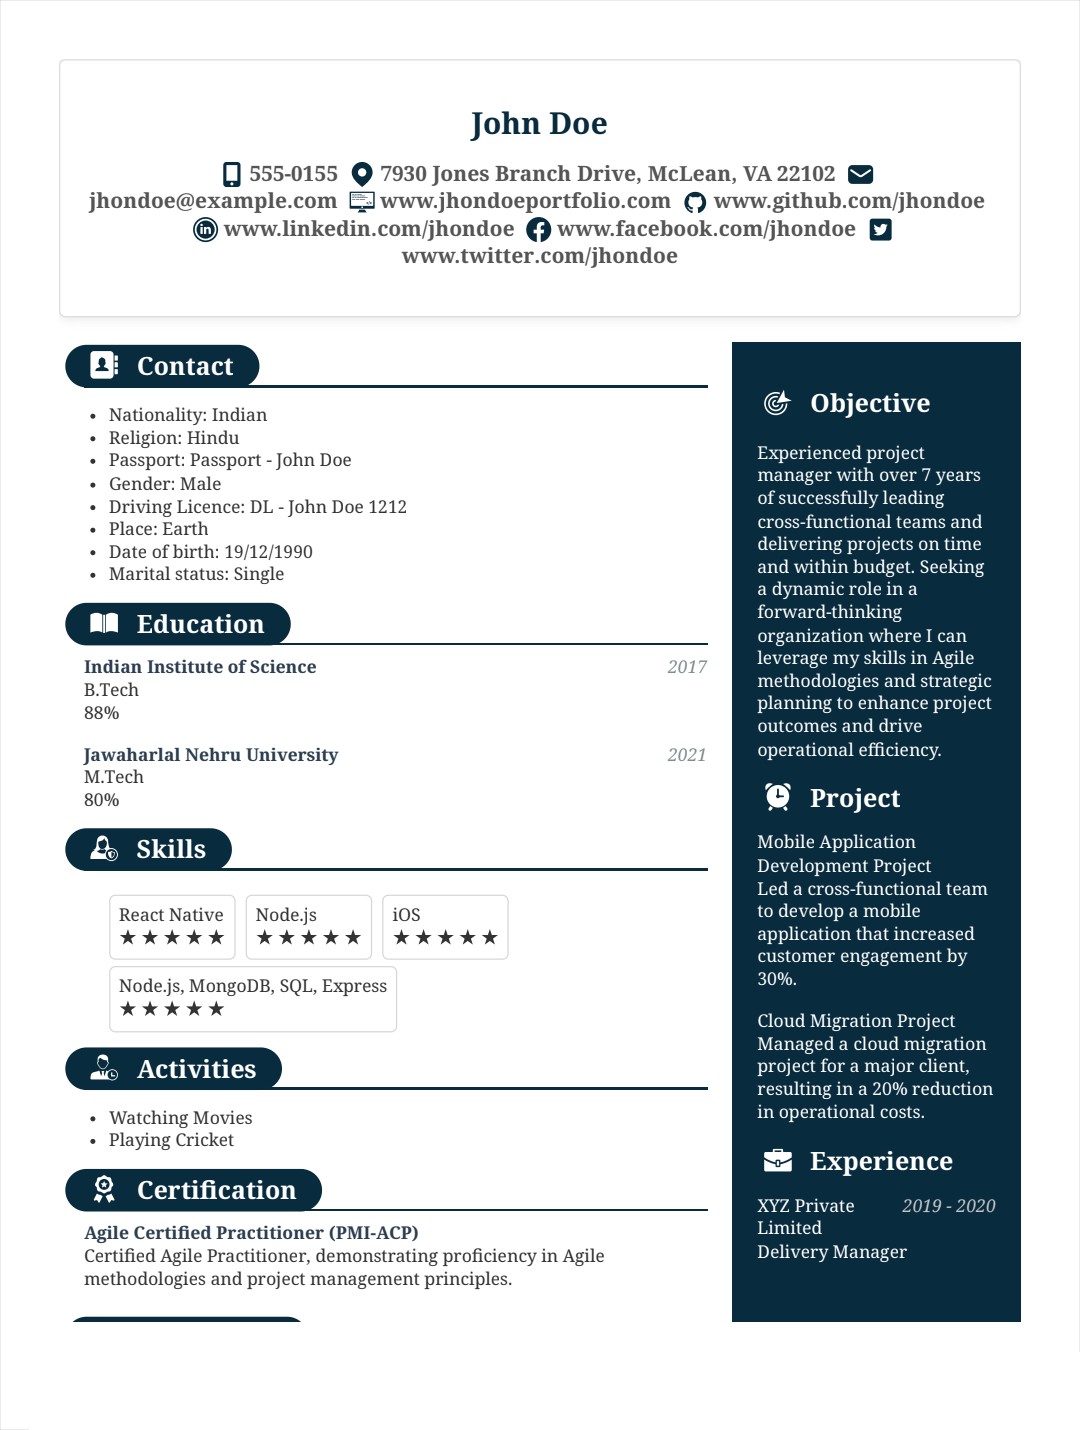 John Doe
555-0155 7930 Jones Branch Drive, McLean, VA 22102
jhondoe@example.com www.jhondoeportfolio.com www.github.com/jhondoe
www.linkedin.com/jhondoe www.facebook.com/jhondoe
www.twitter.com/jhondoe
Contact
Nationality: Indian
Religion: Hindu
Passport: Passport - John Doe
Gender: Male
Driving Licence: DL - John Doe 1212
Place: Earth
Date of birth: 19/12/1990
Marital status: Single
Education
Indian Institute of Science 2017
B.Tech
88%
Jawaharlal Nehru University 2021
M.Tech
80%
Skills
React Native Node.js iOS
★★★★★ ★★★★★ ★★★★★
Node.js, MongoDB, SQL, Express
★★★★★
Activities
Watching Movies
Playing Cricket
Certification
Agile Certified Practitioner (PMI-ACP)
Certified Agile Practitioner, demonstrating proficiency in Agile
methodologies and project management principles.
Objective
Experienced project
manager with over 7 years
of successfully leading
cross-functional teams and
delivering projects on time
and within budget. Seeking
a dynamic role in a
forward-thinking
organization where I can
leverage my skills in Agile
methodologies and strategic
planning to enhance project
outcomes and drive
operational efficiency.
Project
Mobile Application
Development Project
Led a cross-functional team
to develop a mobile
application that increased
customer engagement by
30%.
Cloud Migration Project
Managed a cloud migration
project for a major client,
resulting in a 20% reduction
in operational costs.
Experience
XYZ Private 2019 - 2020
Limited
Delivery Manager